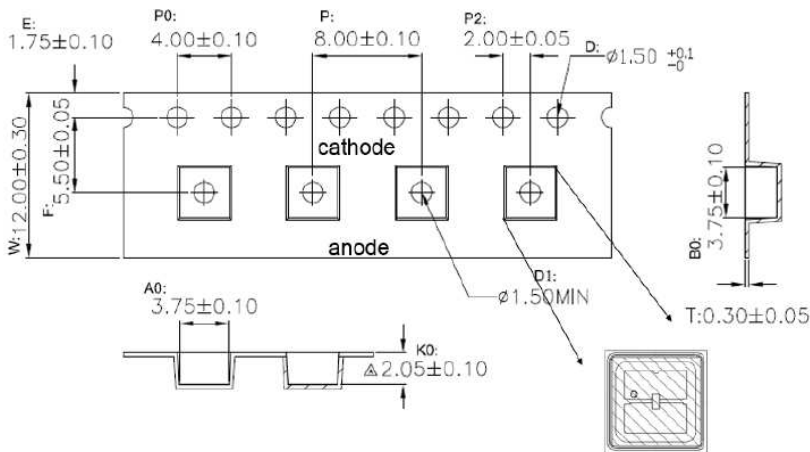 E:
1.75±0.10
P0:
4.00±0.10
P:
8.00±0.10
P2:
2.00±0.05
D: Ø1.50 +0.1 -0
W: 12.00±0.30
F: 5.50±0.05
cathode
anode
B0: 3.75±0.10
D1:
Ø1.50MIN
T:0.30±0.05
A0:
3.75±0.10
K0:
2.05±0.10